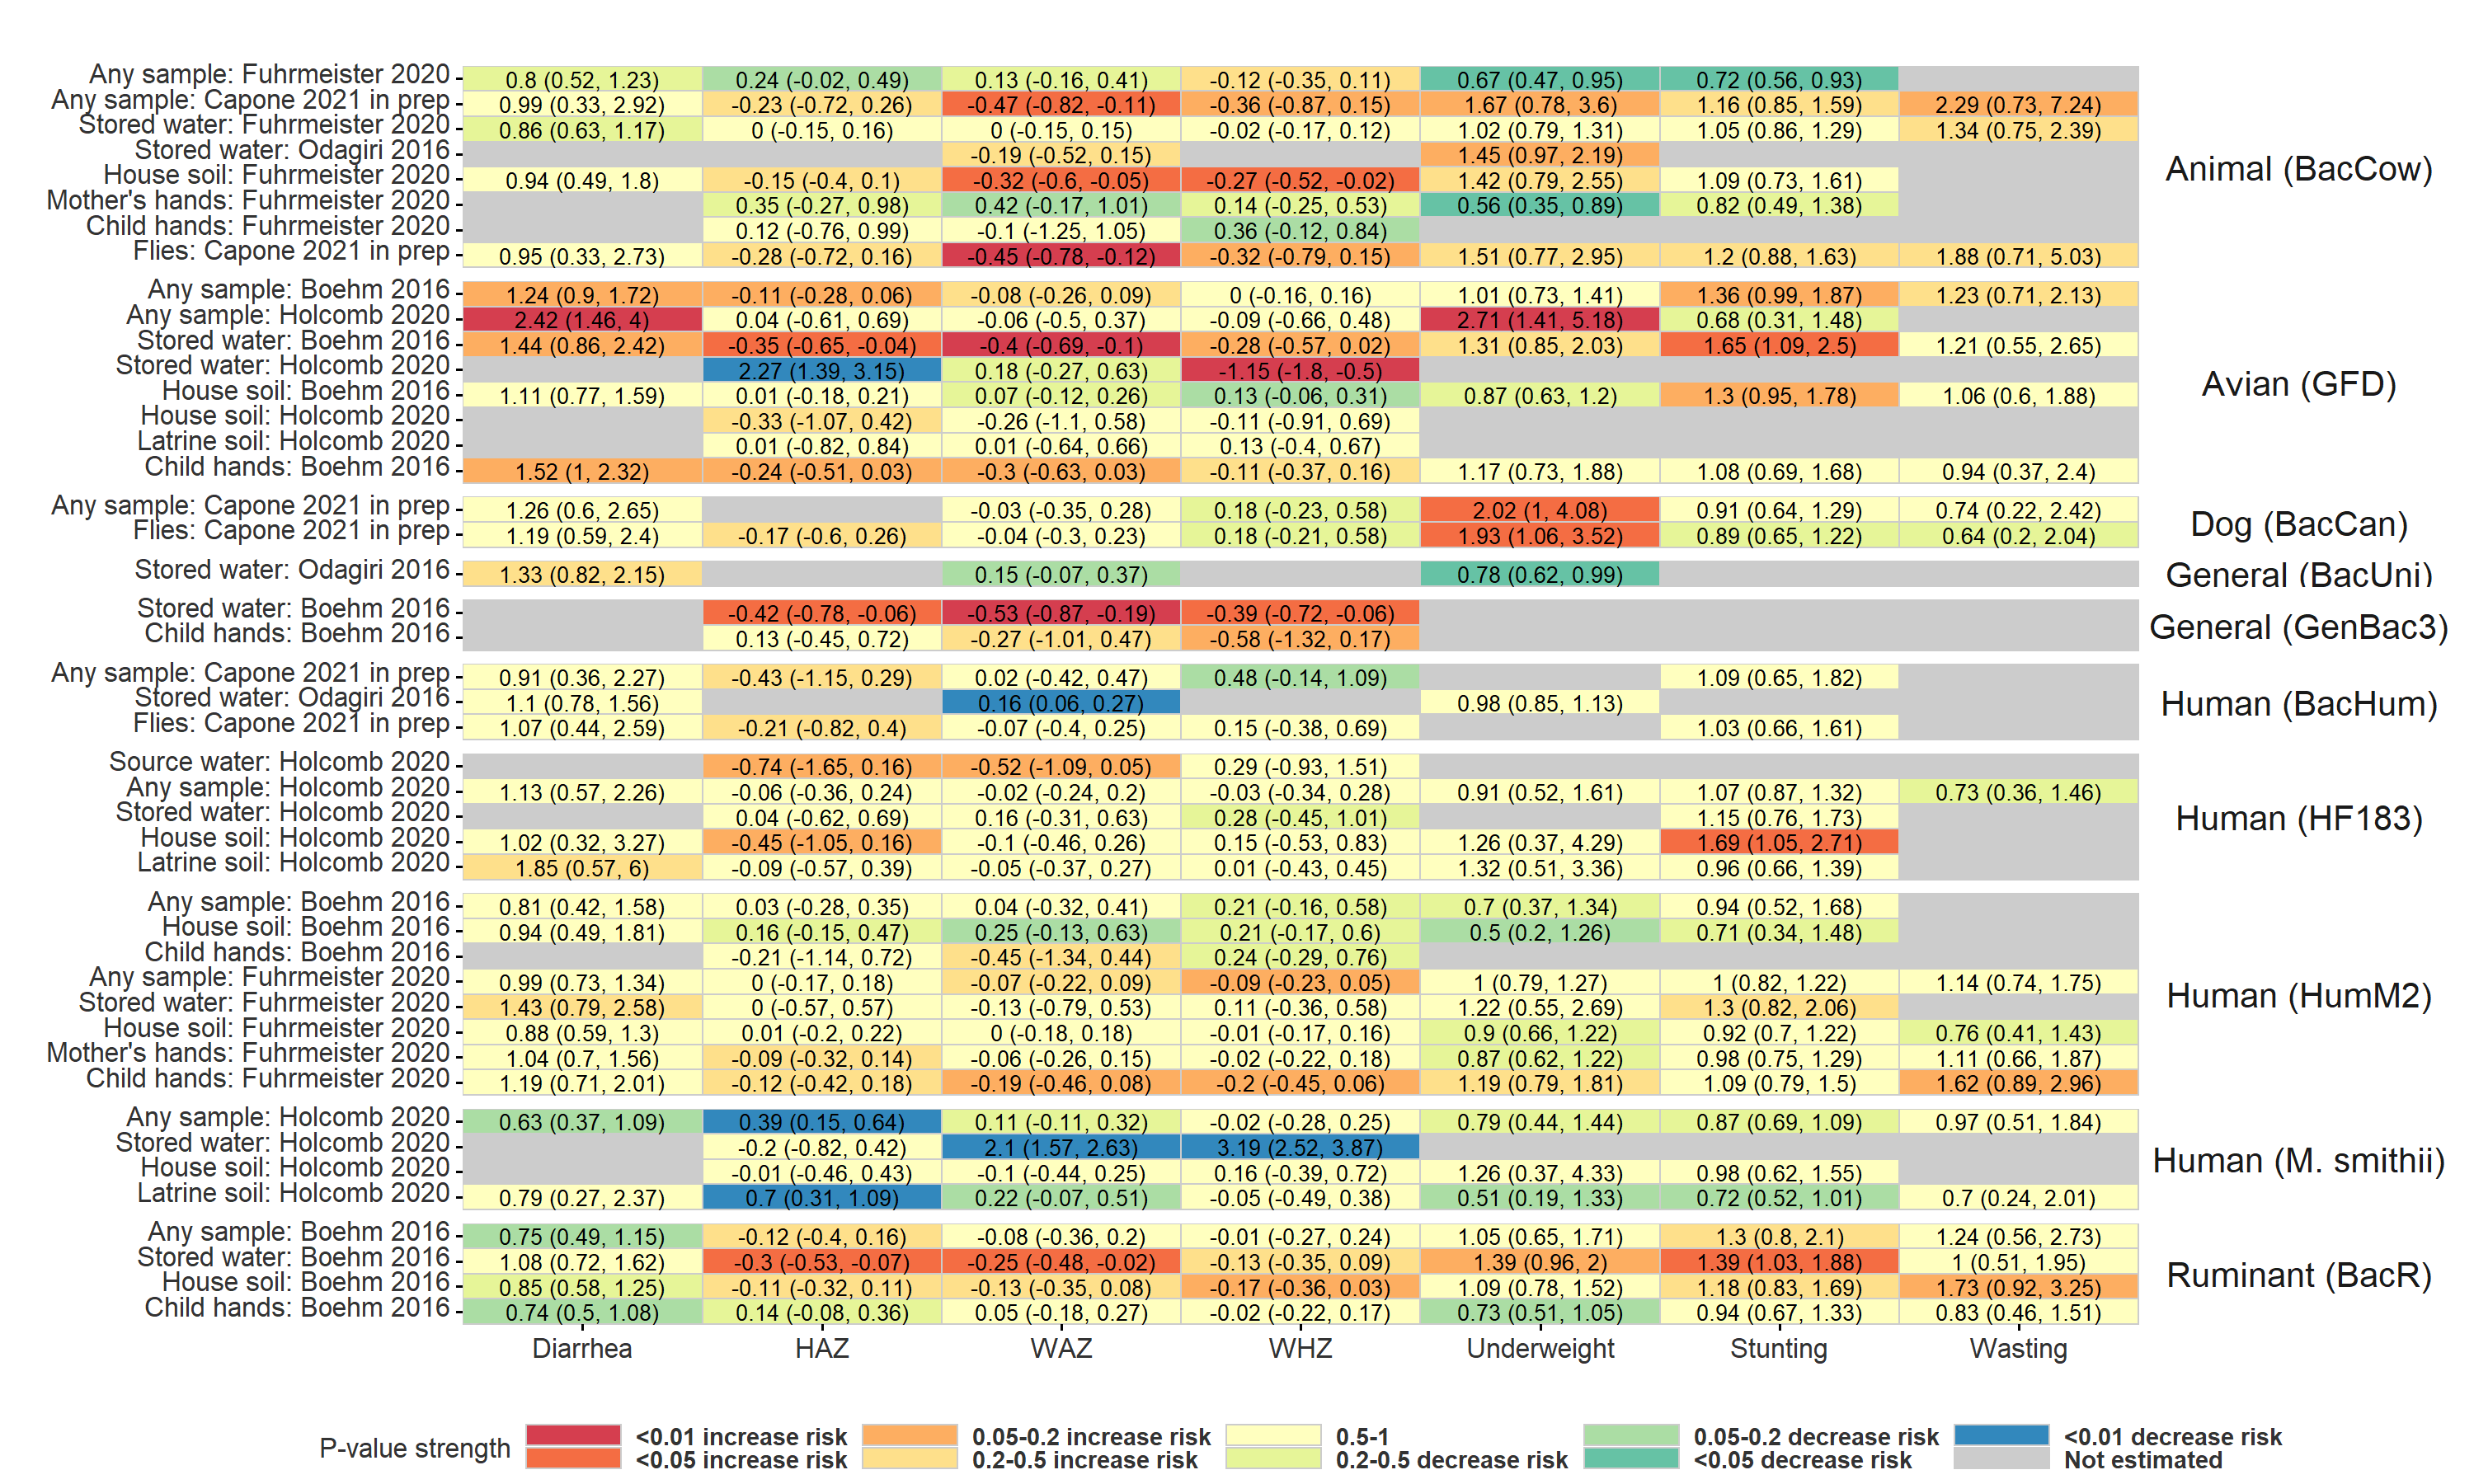 Any sample: Fuhrmeister 2020 0.8 (0.52, 1.23) 0.24 (-0.02, 0.49) 0.13 (-0.16, 0.41) -0.12 (-0.35, 0.11) 0.67 (0.47, 0.95) 0.72 (0.56, 0.93)
Any sample: Capone 2021 in prep 0.99 (0.33, 2.92) -0.23 (-0.72, 0.26) -0.47 (-0.82, -0.11) -0.36 (-0.87, 0.15) 1.67 (0.78, 3.6) 1.16 (0.85, 1.59) 2.29 (0.73, 7.24)
Stored water: Fuhrmeister 2020 0.86 (0.63, 1.17) 0 (-0.15, 0.16) 0 (-0.15, 0.15) -0.02 (-0.17, 0.12) 1.02 (0.79, 1.31) 1.05 (0.86, 1.29) 1.34 (0.75, 2.39)
Stored water: Odagiri 2016 -0.19 (-0.52, 0.15) 1.45 (0.97, 2.19)
Animal (BacCow)
House soil: Fuhrmeister 2020 0.94 (0.49, 1.8) -0.15 (-0.4, 0.1) -0.32 (-0.6, -0.05) -0.27 (-0.52, -0.02) 1.42 (0.79, 2.55) 1.09 (0.73, 1.61)
Mother's hands: Fuhrmeister 2020 0.35 (-0.27, 0.98) 0.42 (-0.17, 1.01) 0.14 (-0.25, 0.53) 0.56 (0.35, 0.89) 0.82 (0.49, 1.38)
Child hands: Fuhrmeister 2020 0.12 (-0.76, 0.99) -0.1 (-1.25, 1.05) 0.36 (-0.12, 0.84)
Flies: Capone 2021 in prep 0.95 (0.33, 2.73) -0.28 (-0.72, 0.16) -0.45 (-0.78, -0.12) -0.32 (-0.79, 0.15) 1.51 (0.77, 2.95) 1.2 (0.88, 1.63) 1.88 (0.71, 5.03)
Any sample: Boehm 2016 1.24 (0.9, 1.72) -0.11 (-0.28, 0.06) -0.08 (-0.26, 0.09) 0 (-0.16, 0.16) 1.01 (0.73, 1.41) 1.36 (0.99, 1.87) 1.23 (0.71, 2.13)
Any sample: Holcomb 2020 2.42 (1.46, 4) 0.04 (-0.61, 0.69) -0.06 (-0.5, 0.37) -0.09 (-0.66, 0.48) 2.71 (1.41, 5.18) 0.68 (0.31, 1.48)
Stored water: Boehm 2016 1.44 (0.86, 2.42) -0.35 (-0.65, -0.04) -0.4 (-0.69, -0.1) -0.28 (-0.57, 0.02) 1.31 (0.85, 2.03) 1.65 (1.09, 2.5) 1.21 (0.55, 2.65)
Stored water: Holcomb 2020 2.27 (1.39, 3.15) 0.18 (-0.27, 0.63) -1.15 (-1.8, -0.5)
Avian (GFD)
House soil: Boehm 2016 1.11 (0.77, 1.59) 0.01 (-0.18, 0.21) 0.07 (-0.12, 0.26) 0.13 (-0.06, 0.31) 0.87 (0.63, 1.2) 1.3 (0.95, 1.78) 1.06 (0.6, 1.88)
House soil: Holcomb 2020 -0.33 (-1.07, 0.42) -0.26 (-1.1, 0.58) -0.11 (-0.91, 0.69)
Latrine soil: Holcomb 2020 0.01 (-0.82, 0.84) 0.01 (-0.64, 0.66) 0.13 (-0.4, 0.67)
Child hands: Boehm 2016 1.52 (1, 2.32) -0.24 (-0.51, 0.03) -0.3 (-0.63, 0.03) -0.11 (-0.37, 0.16) 1.17 (0.73, 1.88) 1.08 (0.69, 1.68) 0.94 (0.37, 2.4)
Any sample: Capone 2021 in prep 1.26 (0.6, 2.65) -0.03 (-0.35, 0.28) 0.18 (-0.23, 0.58) 2.02 (1, 4.08) 0.91 (0.64, 1.29) 0.74 (0.22, 2.42)
Dog (BacCan)
Flies: Capone 2021 in prep 1.19 (0.59, 2.4) -0.17 (-0.6, 0.26) -0.04 (-0.3, 0.23) 0.18 (-0.21, 0.58) 1.93 (1.06, 3.52) 0.89 (0.65, 1.22) 0.64 (0.2, 2.04)
Stored water: Odagiri 2016 1.33 (0.82, 2.15) 0.15 (-0.07, 0.37) 0.78 (0.62, 0.99) General (BacUni)
Stored water: Boehm 2016 -0.42 (-0.78, -0.06) -0.53 (-0.87, -0.19) -0.39 (-0.72, -0.06)
General (GenBac3)
Child hands: Boehm 2016 0.13 (-0.45, 0.72) -0.27 (-1.01, 0.47) -0.58 (-1.32, 0.17)
Any sample: Capone 2021 in prep 0.91 (0.36, 2.27) -0.43 (-1.15, 0.29) 0.02 (-0.42, 0.47) 0.48 (-0.14, 1.09) 1.09 (0.65, 1.82)
Stored water: Odagiri 2016 1.1 (0.78, 1.56) 0.16 (0.06, 0.27) 0.98 (0.85, 1.13) Human (BacHum)
Flies: Capone 2021 in prep 1.07 (0.44, 2.59) -0.21 (-0.82, 0.4) -0.07 (-0.4, 0.25) 0.15 (-0.38, 0.69) 1.03 (0.66, 1.61)
Source water: Holcomb 2020 -0.74 (-1.65, 0.16) -0.52 (-1.09, 0.05) 0.29 (-0.93, 1.51)
Any sample: Holcomb 2020 1.13 (0.57, 2.26) -0.06 (-0.36, 0.24) -0.02 (-0.24, 0.2) -0.03 (-0.34, 0.28) 0.91 (0.52, 1.61) 1.07 (0.87, 1.32) 0.73 (0.36, 1.46)
Stored water: Holcomb 2020 0.04 (-0.62, 0.69) 0.16 (-0.31, 0.63) 0.28 (-0.45, 1.01) 1.15 (0.76, 1.73) Human (HF183)
House soil: Holcomb 2020 1.02 (0.32, 3.27) -0.45 (-1.05, 0.16) -0.1 (-0.46, 0.26) 0.15 (-0.53, 0.83) 1.26 (0.37, 4.29) 1.69 (1.05, 2.71)
Latrine soil: Holcomb 2020 1.85 (0.57, 6) -0.09 (-0.57, 0.39) -0.05 (-0.37, 0.27) 0.01 (-0.43, 0.45) 1.32 (0.51, 3.36) 0.96 (0.66, 1.39)
Any sample: Boehm 2016 0.81 (0.42, 1.58) 0.03 (-0.28, 0.35) 0.04 (-0.32, 0.41) 0.21 (-0.16, 0.58) 0.7 (0.37, 1.34) 0.94 (0.52, 1.68)
House soil: Boehm 2016 0.94 (0.49, 1.81) 0.16 (-0.15, 0.47) 0.25 (-0.13, 0.63) 0.21 (-0.17, 0.6) 0.5 (0.2, 1.26) 0.71 (0.34, 1.48)
Child hands: Boehm 2016 -0.21 (-1.14, 0.72) -0.45 (-1.34, 0.44) 0.24 (-0.29, 0.76)
Any sample: Fuhrmeister 2020 0.99 (0.73, 1.34) 0 (-0.17, 0.18) -0.07 (-0.22, 0.09) -0.09 (-0.23, 0.05) 1 (0.79, 1.27) 1 (0.82, 1.22) 1.14 (0.74, 1.75)
Human (HumM2)
Stored water: Fuhrmeister 2020 1.43 (0.79, 2.58) 0 (-0.57, 0.57) -0.13 (-0.79, 0.53) 0.11 (-0.36, 0.58) 1.22 (0.55, 2.69) 1.3 (0.82, 2.06)
House soil: Fuhrmeister 2020 0.88 (0.59, 1.3) 0.01 (-0.2, 0.22) 0 (-0.18, 0.18) -0.01 (-0.17, 0.16) 0.9 (0.66, 1.22) 0.92 (0.7, 1.22) 0.76 (0.41, 1.43)
Mother's hands: Fuhrmeister 2020 1.04 (0.7, 1.56) -0.09 (-0.32, 0.14) -0.06 (-0.26, 0.15) -0.02 (-0.22, 0.18) 0.87 (0.62, 1.22) 0.98 (0.75, 1.29) 1.11 (0.66, 1.87)
Child hands: Fuhrmeister 2020 1.19 (0.71, 2.01) -0.12 (-0.42, 0.18) -0.19 (-0.46, 0.08) -0.2 (-0.45, 0.06) 1.19 (0.79, 1.81) 1.09 (0.79, 1.5) 1.62 (0.89, 2.96)
Any sample: Holcomb 2020 0.63 (0.37, 1.09) 0.39 (0.15, 0.64) 0.11 (-0.11, 0.32) -0.02 (-0.28, 0.25) 0.79 (0.44, 1.44) 0.87 (0.69, 1.09) 0.97 (0.51, 1.84)
Stored water: Holcomb 2020 -0.2 (-0.82, 0.42) 2.1 (1.57, 2.63) 3.19 (2.52, 3.87)
Human (M. smithii)
House soil: Holcomb 2020 -0.01 (-0.46, 0.43) -0.1 (-0.44, 0.25) 0.16 (-0.39, 0.72) 1.26 (0.37, 4.33) 0.98 (0.62, 1.55)
Latrine soil: Holcomb 2020 0.79 (0.27, 2.37) 0.7 (0.31, 1.09) 0.22 (-0.07, 0.51) -0.05 (-0.49, 0.38) 0.51 (0.19, 1.33) 0.72 (0.52, 1.01) 0.7 (0.24, 2.01)
Any sample: Boehm 2016 0.75 (0.49, 1.15) -0.12 (-0.4, 0.16) -0.08 (-0.36, 0.2) -0.01 (-0.27, 0.24) 1.05 (0.65, 1.71) 1.3 (0.8, 2.1) 1.24 (0.56, 2.73)
Stored water: Boehm 2016 1.08 (0.72, 1.62) -0.3 (-0.53, -0.07) -0.25 (-0.48, -0.02) -0.13 (-0.35, 0.09) 1.39 (0.96, 2) 1.39 (1.03, 1.88) 1 (0.51, 1.95)
Ruminant (BacR)
House soil: Boehm 2016 0.85 (0.58, 1.25) -0.11 (-0.32, 0.11) -0.13 (-0.35, 0.08) -0.17 (-0.36, 0.03) 1.09 (0.78, 1.52) 1.18 (0.83, 1.69) 1.73 (0.92, 3.25)
Child hands: Boehm 2016 0.74 (0.5, 1.08) 0.14 (-0.08, 0.36) 0.05 (-0.18, 0.27) -0.02 (-0.22, 0.17) 0.73 (0.51, 1.05) 0.94 (0.67, 1.33) 0.83 (0.46, 1.51)
Diarrhea HAZ WAZ WHZ Underweight Stunting Wasting
P-value strength
<0.01 increase risk 0.05-0.2 increase risk 0.5-1 0.05-0.2 decrease risk <0.01 decrease risk
<0.05 increase risk 0.2-0.5 increase risk 0.2-0.5 decrease risk <0.05 decrease risk Not estimated